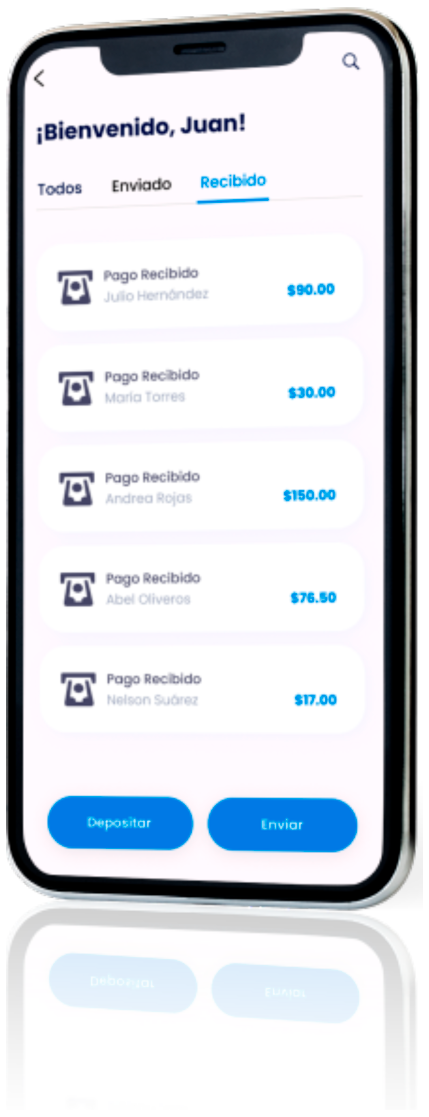 ¡Bienvenido, Juan!
Todos Enviado Recibido
Pago Recibido
Julio Hernández
$90.00
Pago Recibido
María Torres
$30.00
Pago Recibido
Andrea Rojas
$150.00
Pago Recibido
Abel Oliveros
$76.50
Pago Recibido
Nelson Suárez
$17.00
Depositar Enviar